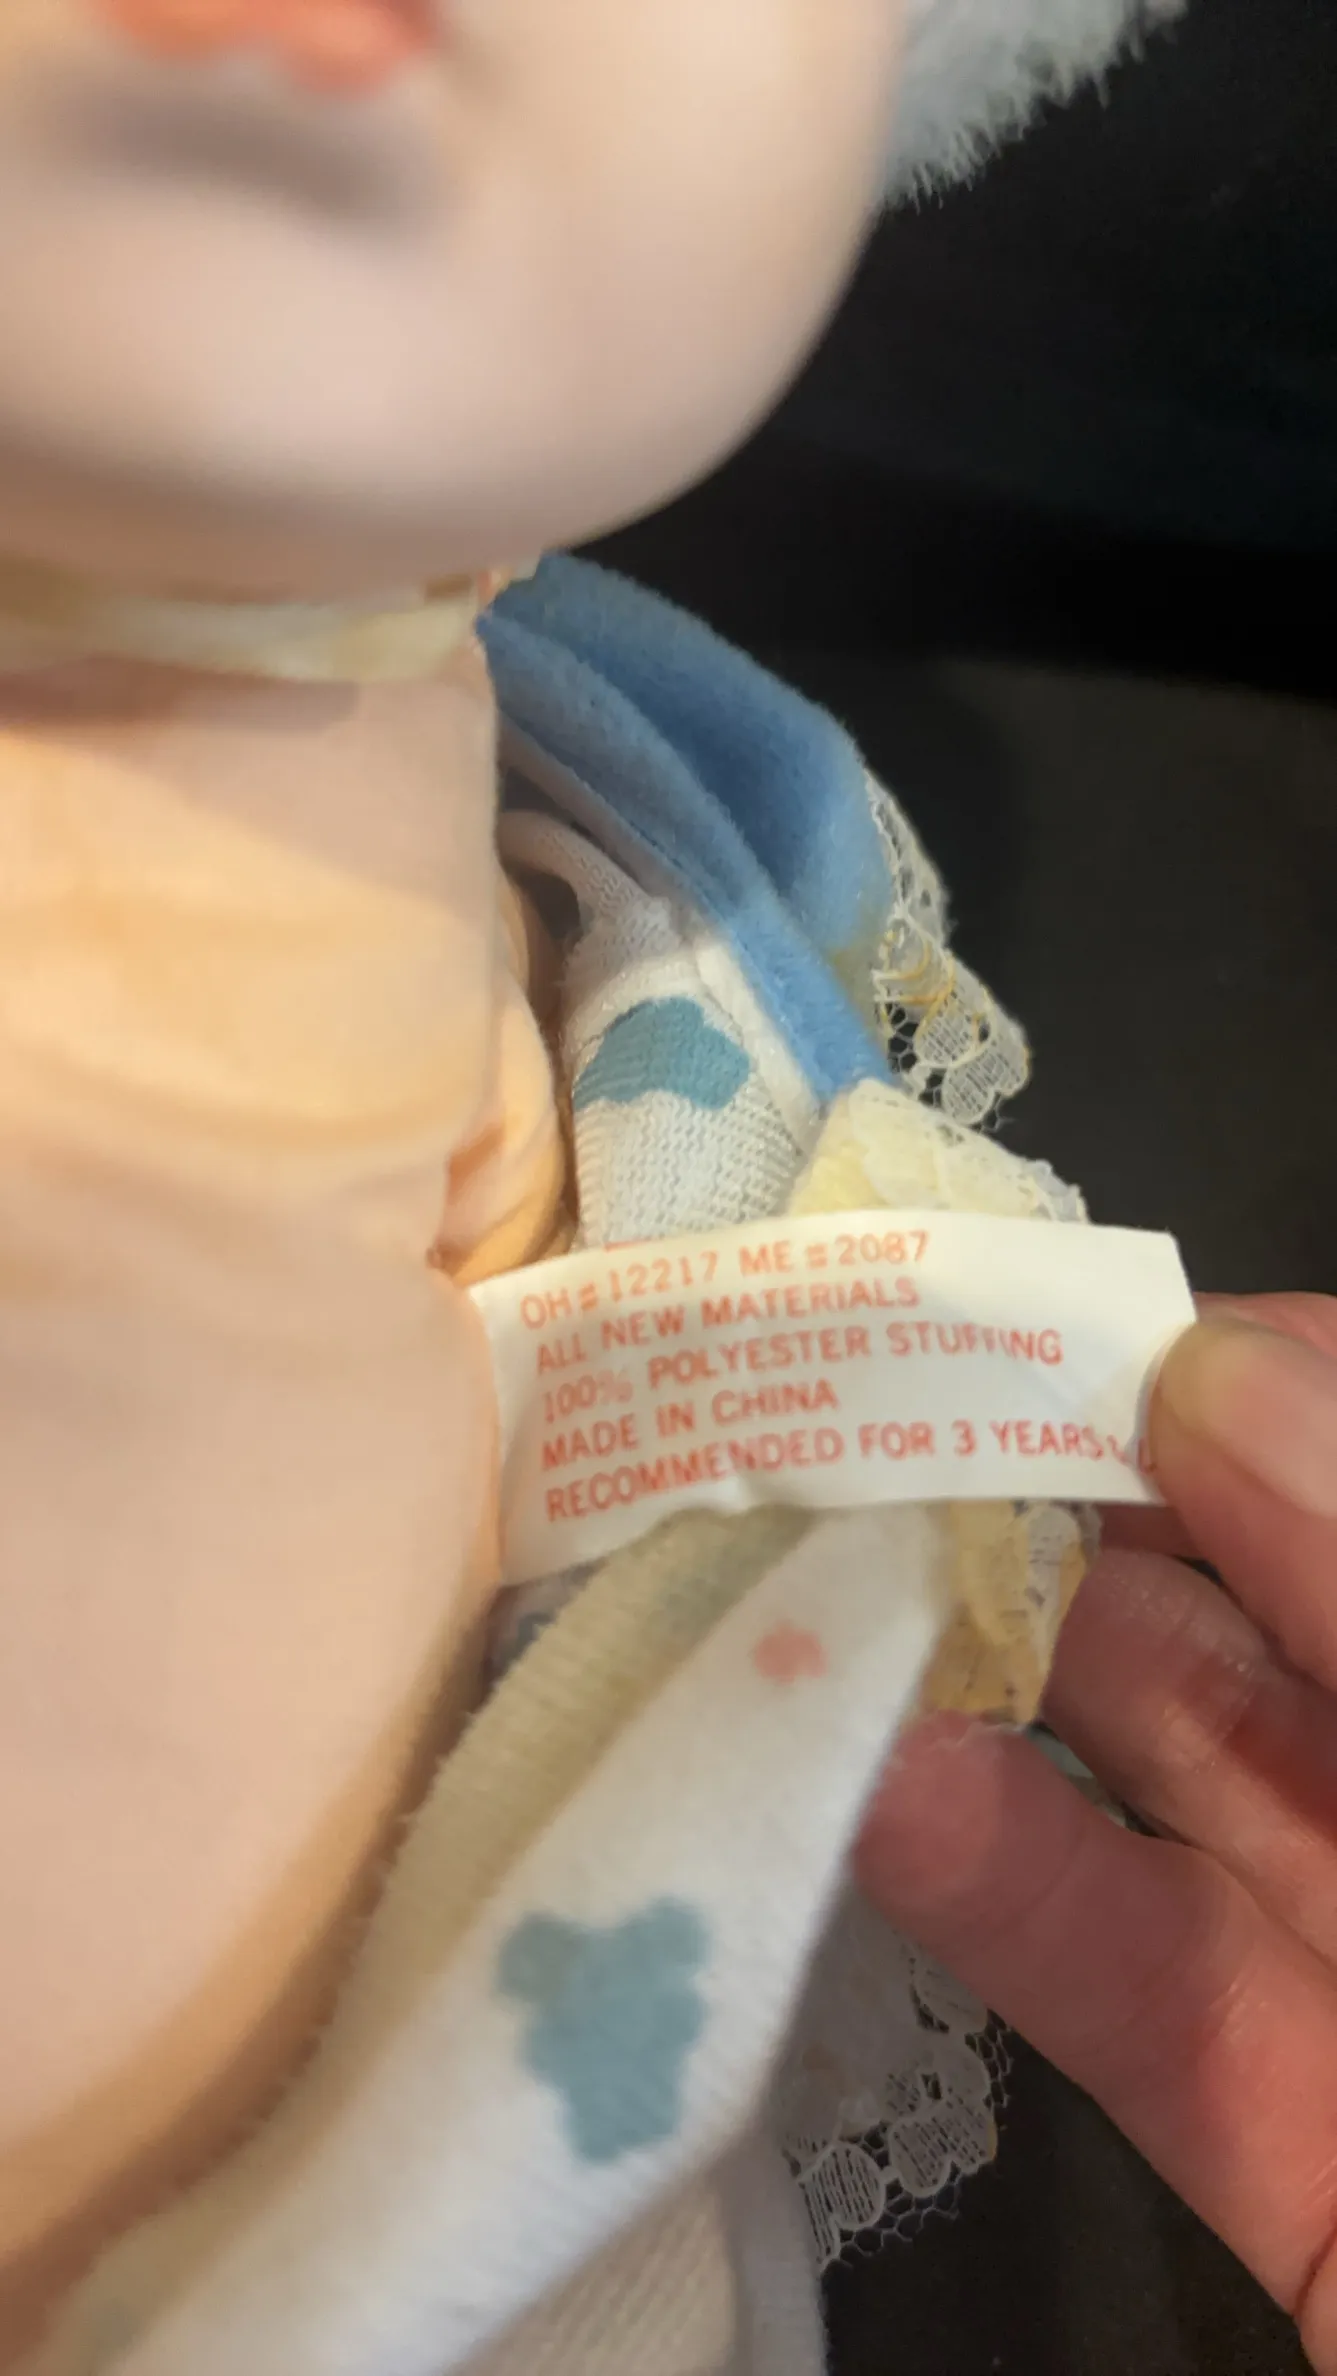 OH#12217 ME#2087
ALL NEW MATERIALS
100% POLYESTER STUFFING
MADE IN CHINA
RECOMMENDED FOR 3 YEARS &